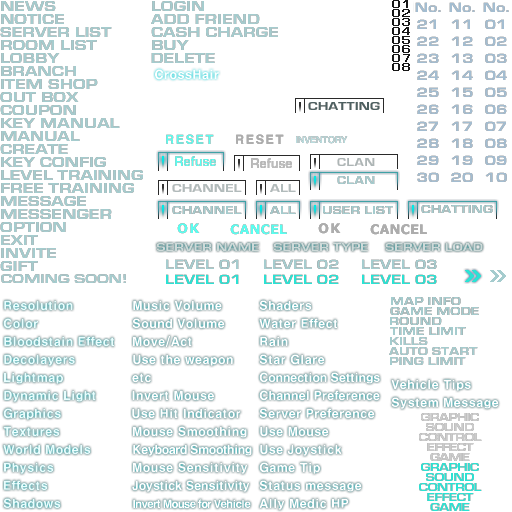 NEWS
NOTICE
SERVER LIST
ROOM LIST
LOBBY
BRANCH
ITEM SHOP
OUT BOX
COUPON
KEY MANUAL
MANUAL
CREATE
KEY CONFIG
LEVEL TRAINING
FREE TRAINING
MESSAGE
MESSENGER
OPTION
EXIT
INVITE
GIFT
COMING SOON!
LOGIN
ADD FRIEND
CASH CHARGE
BUY
DELETE
CrossHair
01
02
03
04
05
06
07
08
No. No. No.
21 11 01
22 12 02
23 13 03
24 14 04
25 15 05
26 16 06
27 17 07
28 18 08
29 19 09
30 20 10
! CHATTING
RESET RESET INVENTORY
! Refuse ! Refuse ! CLAN
! CLAN
! CHANNEL ! ALL
! CHANNEL ! ALL ! USER LIST ! CHATTING
OK CANCEL OK CANCEL
SERVER NAME SERVER TYPE SERVER LOAD
LEVEL 01 LEVEL 02 LEVEL 03
LEVEL 01 LEVEL 02 LEVEL 03
Resolution
Color
Bloodstain Effect
Decolayers
Lightmap
Dynamic Light
Graphics
Textures
World Models
Physics
Effects
Shadows
Music Volume
Sound Volume
Move/Act
Use the weapon
etc
Invert Mouse
Use Hit Indicator
Mouse Smoothing
Keyboard Smoothing
Mouse Sensitivity
Joystick Sensitivity
Invert Mouse for Vehicle
Shaders
Water Effect
Rain
Star Glare
Connection Settings
Channel Preference
Server Preference
Use Mouse
Use Joystick
Game Tip
Status message
Ally Medic HP
MAP INFO
GAME MODE
ROUND
TIME LIMIT
KILLS
AUTO START
PING LIMIT
Vehicle Tips
System Message
GRAPHIC
SOUND
CONTROL
EFFECT
GAME
GRAPHIC
SOUND
CONTROL
EFFECT
GAME